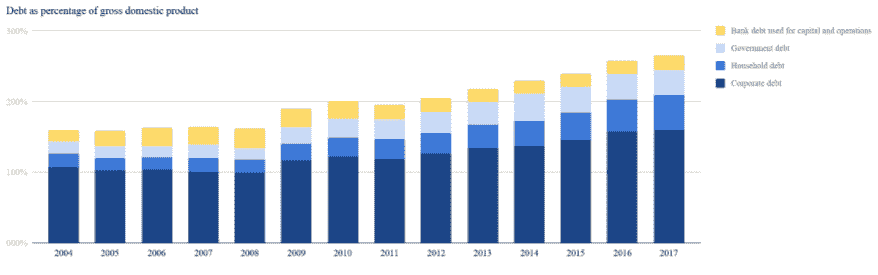 Debt as percentage of gross domestic product
300%
200%
100%
000%
2004 2005 2006 2007 2008 2009 2010 2011 2012 2013 2014 2015 2016 2017
Bank debt used for capital and operations
Government debt
Household debt
Corporate debt